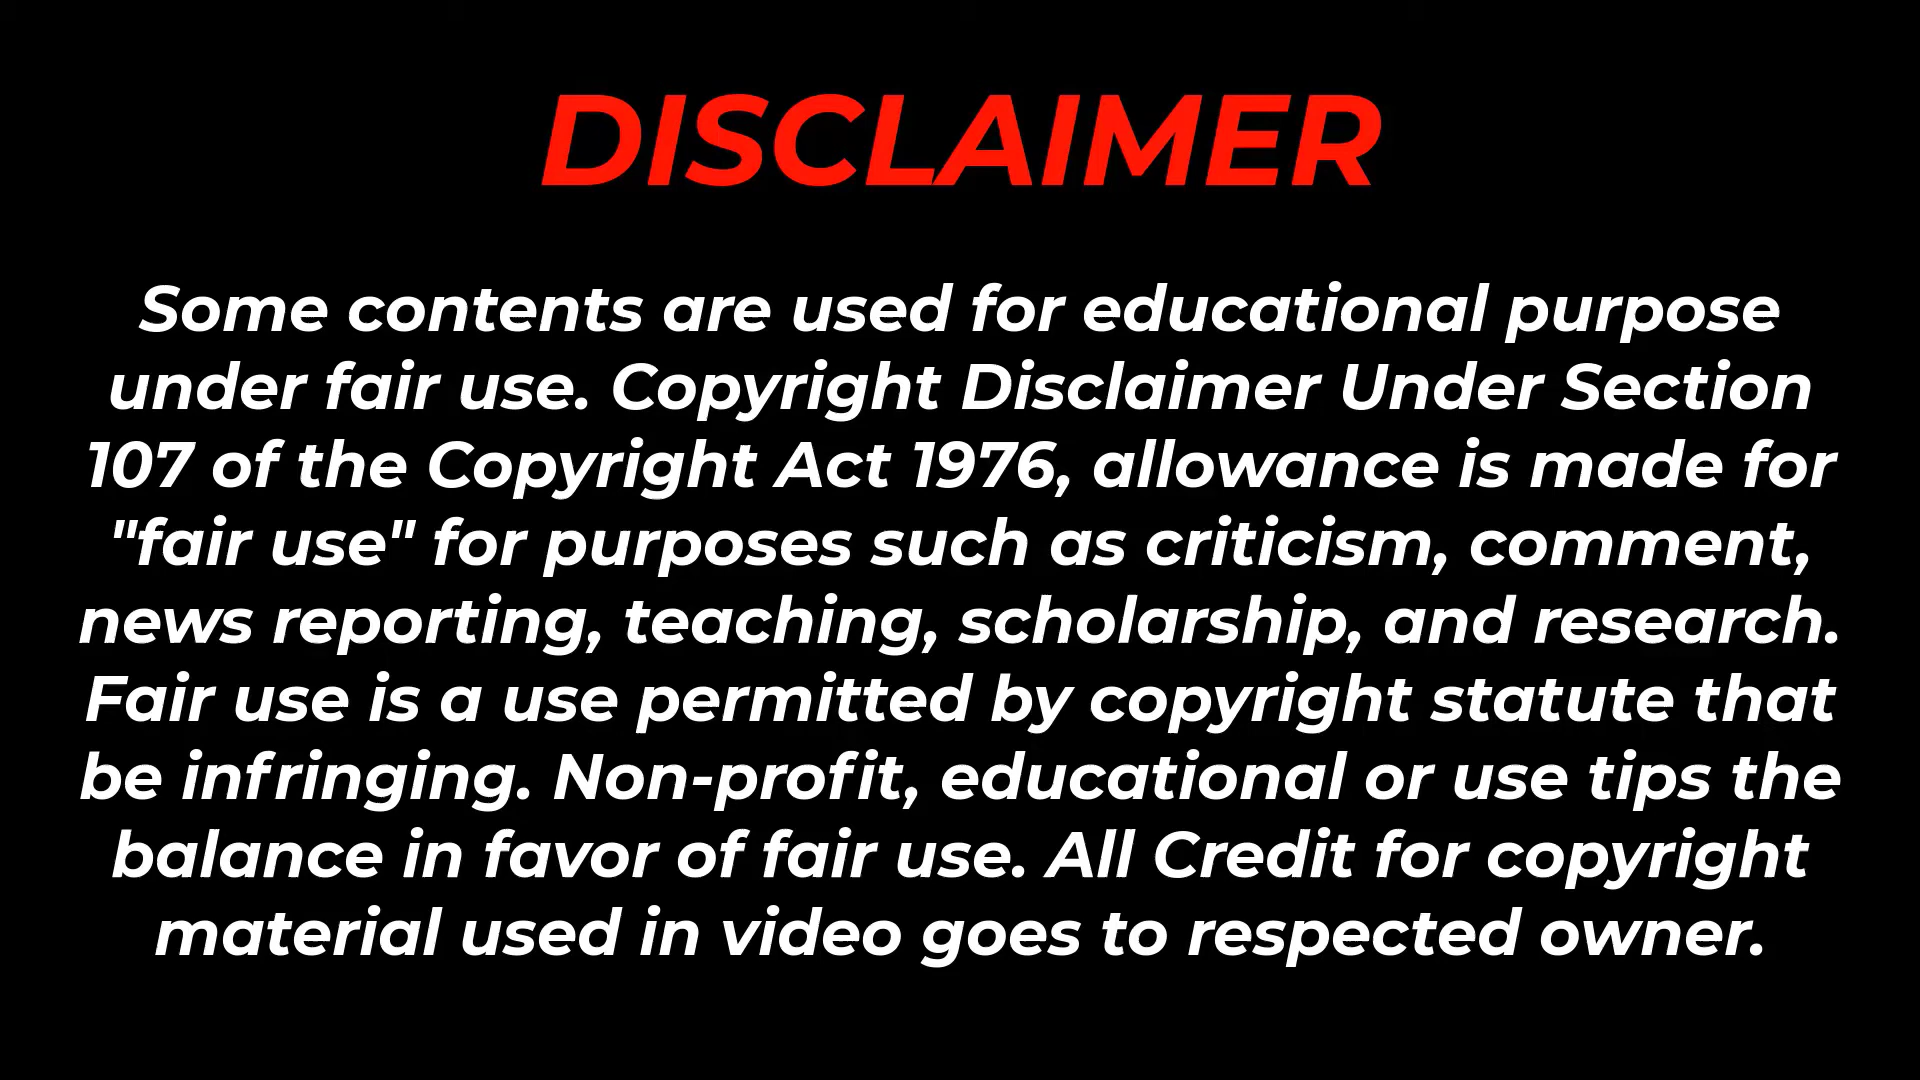 DISCLAIMER
Some contents are used for educational purpose
under fair use. Copyright Disclaimer Under Section
107 of the Copyright Act 1976, allowance is made for
"fair use" for purposes such as criticism, comment,
news reporting, teaching, scholarship, and research.
Fair use is a use permitted by copyright statute that
be infringing. Non-profit, educational or use tips the
balance in favor of fair use. All Credit for copyright
material used in video goes to respected owner.